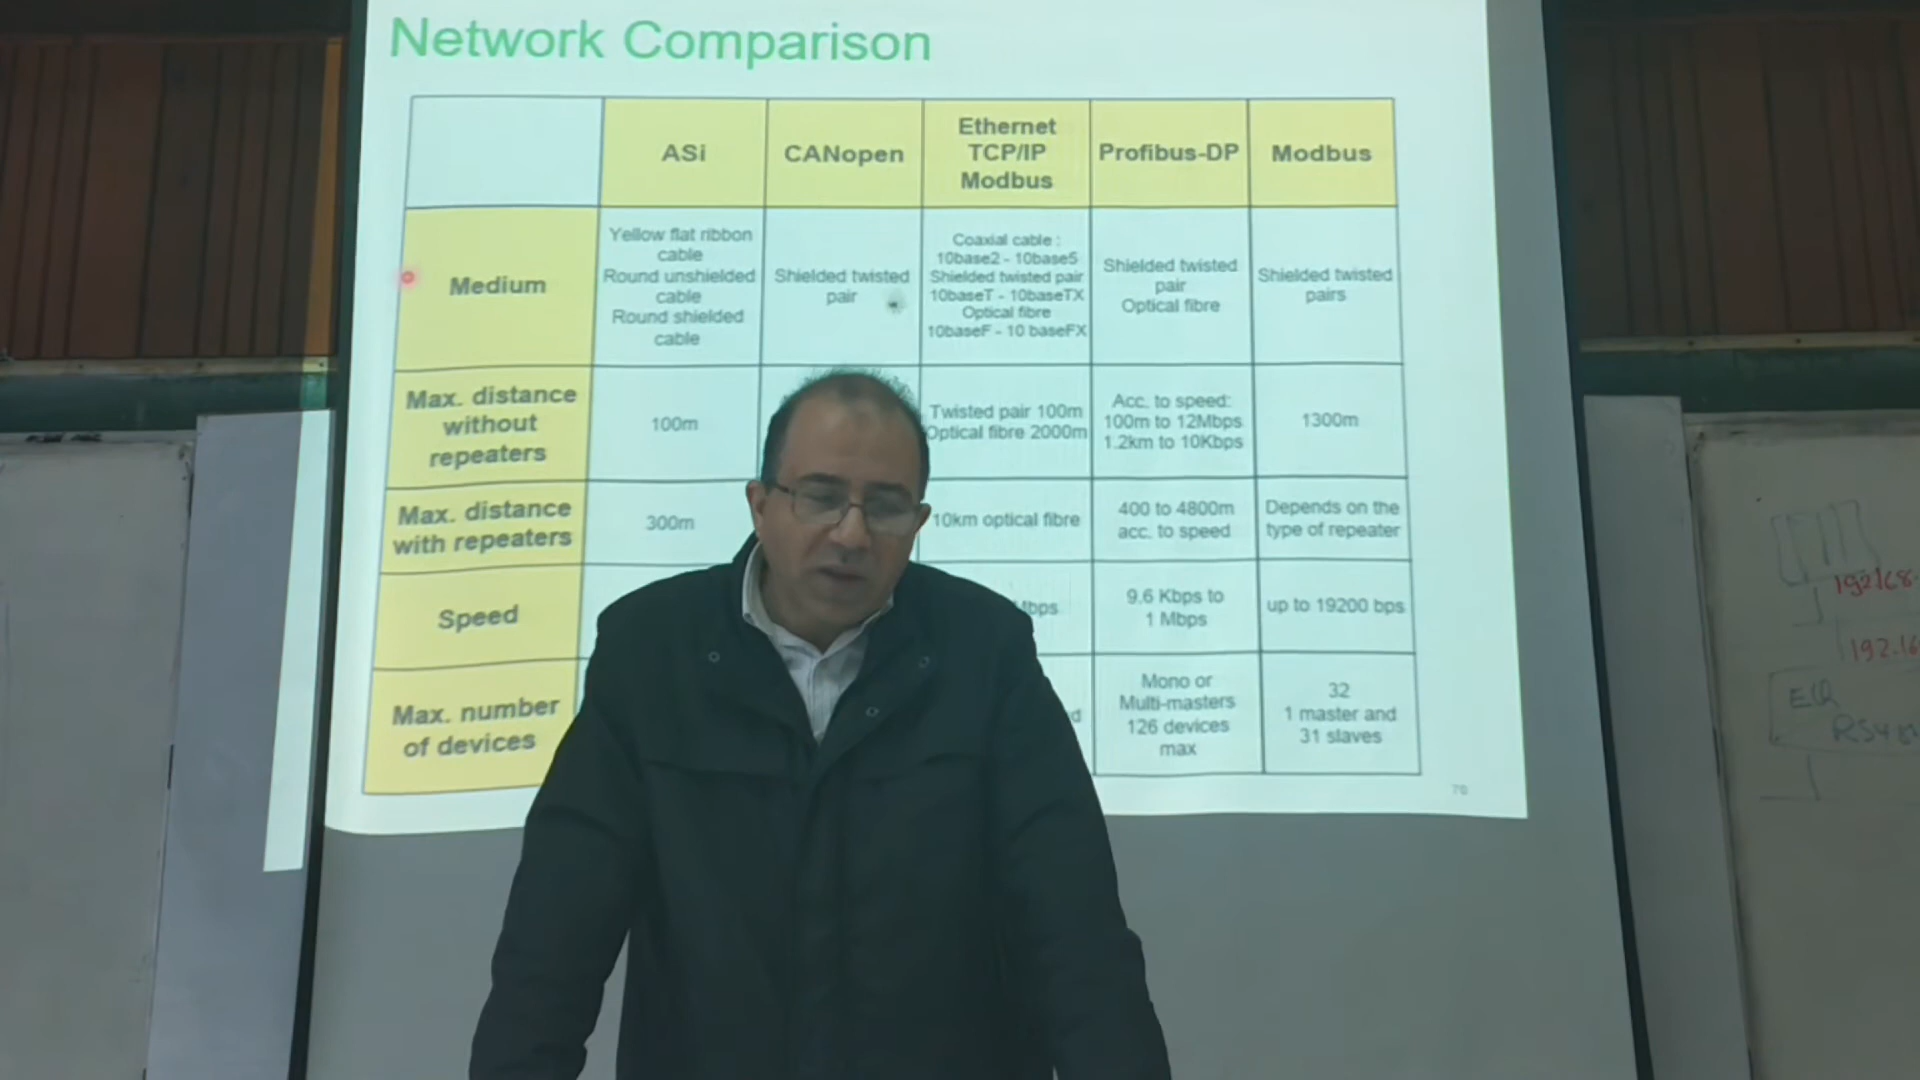 Network Comparison
ASi
CANopen
Ethernet
TCP/IP
Modbus
Profibus-DP
Modbus
Medium
Yellow flat ribbon
cable
Round unshielded
cable
Round shielded
cable
Shielded twisted
pair
Coaxial cable :
10base2 - 10base5
Shielded twisted pair
10baseT - 10baseTX
Optical fibre
10baseF - 10 baseFX
Shielded twisted
pair
Optical fibre
Shielded twisted
pairs
Max. distance
without
repeaters
100m
Twisted pair 100m
Optical fibre 2000m
Acc. to speed:
100m to 12Mbps
1.2km to 10Kbps
1300m
Max. distance
with repeaters
300m
10km optical fibre
400 to 4800m
acc. to speed
Depends on the
type of repeater
Speed
9.6 Kbps to
1 Mbps
up to 19200 bps
Max. number
of devices
Mono or
Multi-masters
126 devices
max
32
1 master and
31 slaves
192.168.
192.16